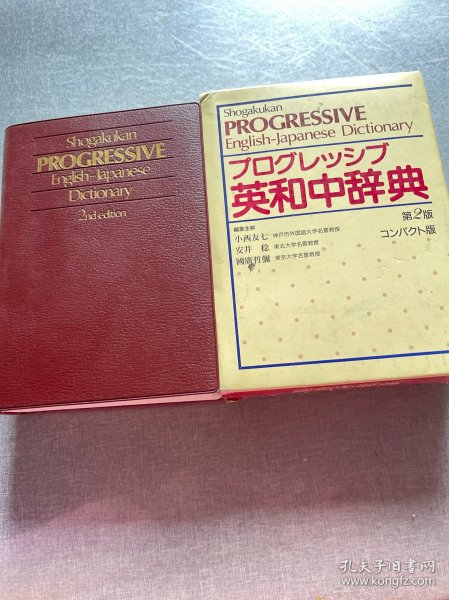 Shogakukan
PROGRESSIVE
English-Japanese
Dictionary
2nd edition
Shogakukan
PROGRESSIVE
English-Japanese Dictionary
プログレッシブ
英和中辞典
第2版
コンパクト版
編集主幹
小西友七 神戸市外国語大学名誉教授
安井 稔 東北大学名誉教授
國廣哲彌 東京大学名誉教授
孔夫子旧书网
www.kongfz.com